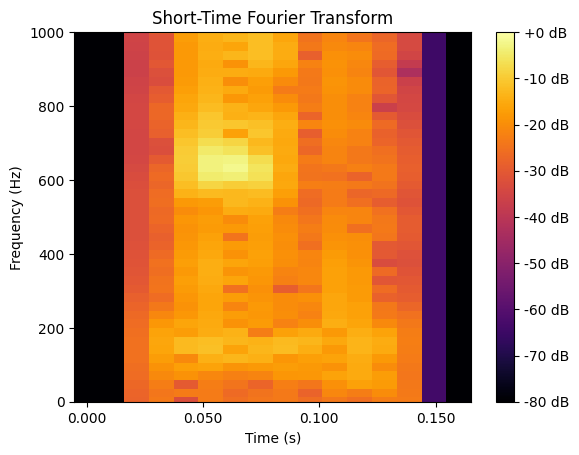 Short-Time Fourier Transform
1000
800
600
400
200
0
Frequency (Hz)
0.000
0.050
0.100
0.150
Time (s)
+0 dB
-10 dB
-20 dB
-30 dB
-40 dB
-50 dB
-60 dB
-70 dB
-80 dB